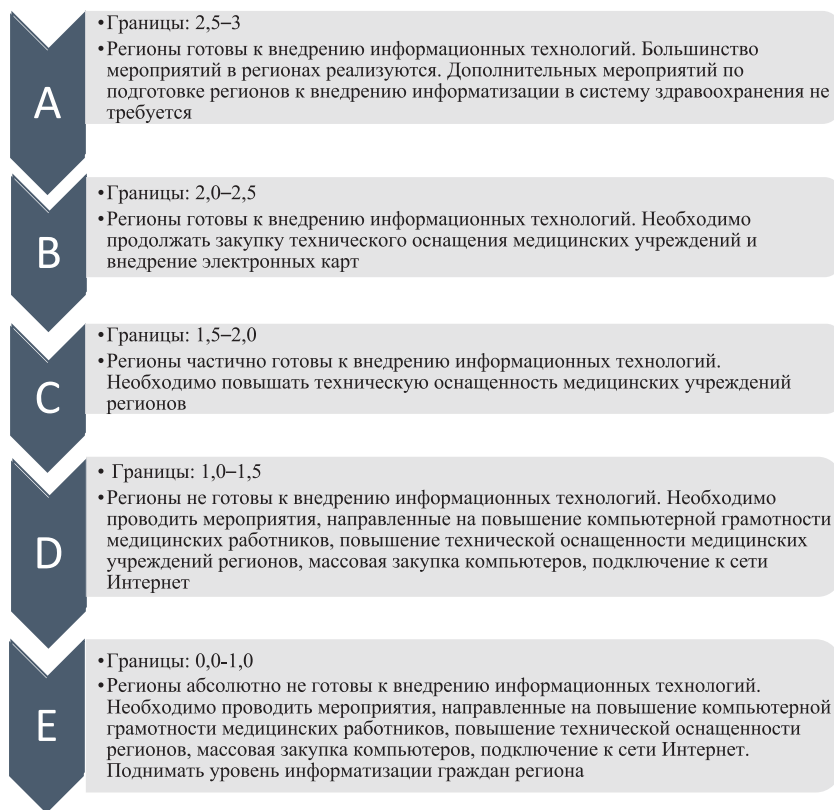 A
•Границы: 2,5–3
•Регионы готовы к внедрению информационных технологий. Большинство
мероприятий в регионах реализуются. Дополнительных мероприятий по
подготовке регионов к внедрению информатизации в систему здравоохранения не
требуется
B
•Границы: 2,0–2,5
•Регионы готовы к внедрению информационных технологий. Необходимо
продолжать закупку технического оснащения медицинских учреждений и
внедрение электронных карт
C
•Границы: 1,5–2,0
•Регионы частично готовы к внедрению информационных технологий.
Необходимо повышать техническую оснащенность медицинских учреждений
регионов
D
• Границы: 1,0–1,5
•Регионы не готовы к внедрению информационных технологий. Необходимо
проводить мероприятия, направленные на повышение компьютерной грамотности
медицинских работников, повышение технической оснащенности медицинских
учреждений регионов, массовая закупка компьютеров, подключение к сети
Интернет
E
•Границы: 0,0-1,0
•Регионы абсолютно не готовы к внедрению информационных технологий.
Необходимо проводить мероприятия, направленные на повышение компьютерной
грамотности медицинских работников, повышение технической оснащенности
регионов, массовая закупка компьютеров, подключение к сети Интернет.
Поднимать уровень информатизации граждан региона